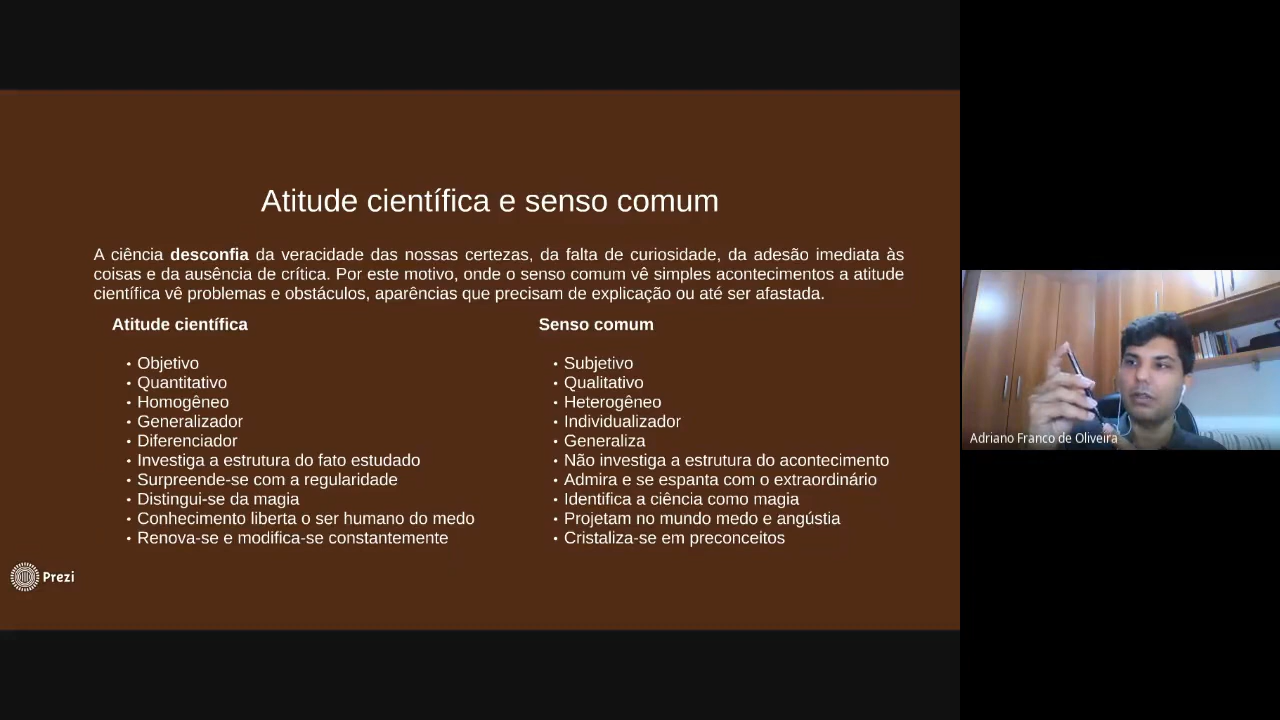 Atitude científica e senso comum
A ciência desconfia da veracidade das nossas certezas, da falta de curiosidade, da adesão imediata às
coisas e da ausência de crítica. Por este motivo, onde o senso comum vê simples acontecimentos a atitude
científica vê problemas e obstáculos, aparências que precisam de explicação ou até ser afastada.
Atitude científica
• Objetivo
• Quantitativo
• Homogêneo
• Generalizador
• Diferenciador
• Investiga a estrutura do fato estudado
• Surpreende-se com a regularidade
• Distingui-se da magia
• Conhecimento liberta o ser humano do medo
• Renova-se e modifica-se constantemente
Senso comum
• Subjetivo
• Qualitativo
• Heterogêneo
• Individualizador
• Generaliza
• Não investiga a estrutura do acontecimento
• Admira e se espanta com o extraordinário
• Identifica a ciência como magia
• Projetam no mundo medo e angústia
• Cristaliza-se em preconceitos
Prezi
Adriano Franco de Oliveira